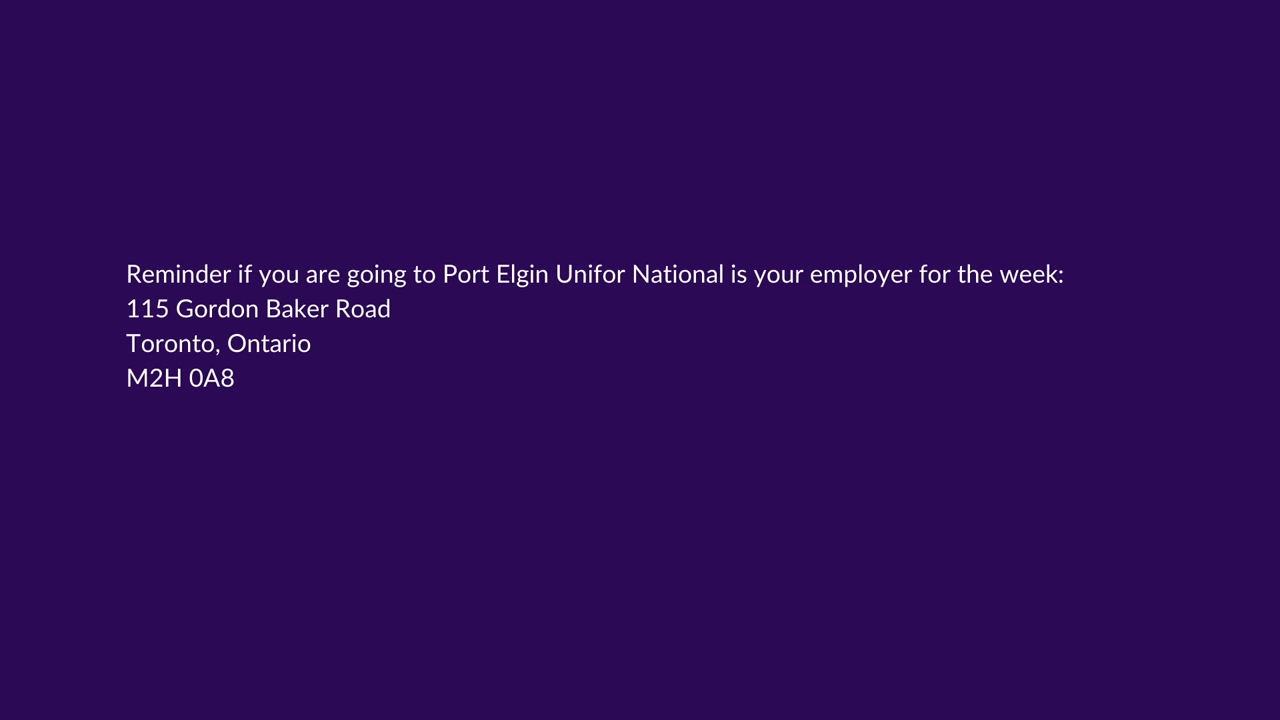 Reminder if you are going to Port Elgin Unifor National is your employer for the week:
115 Gordon Baker Road
Toronto, Ontario
M2H 0A8